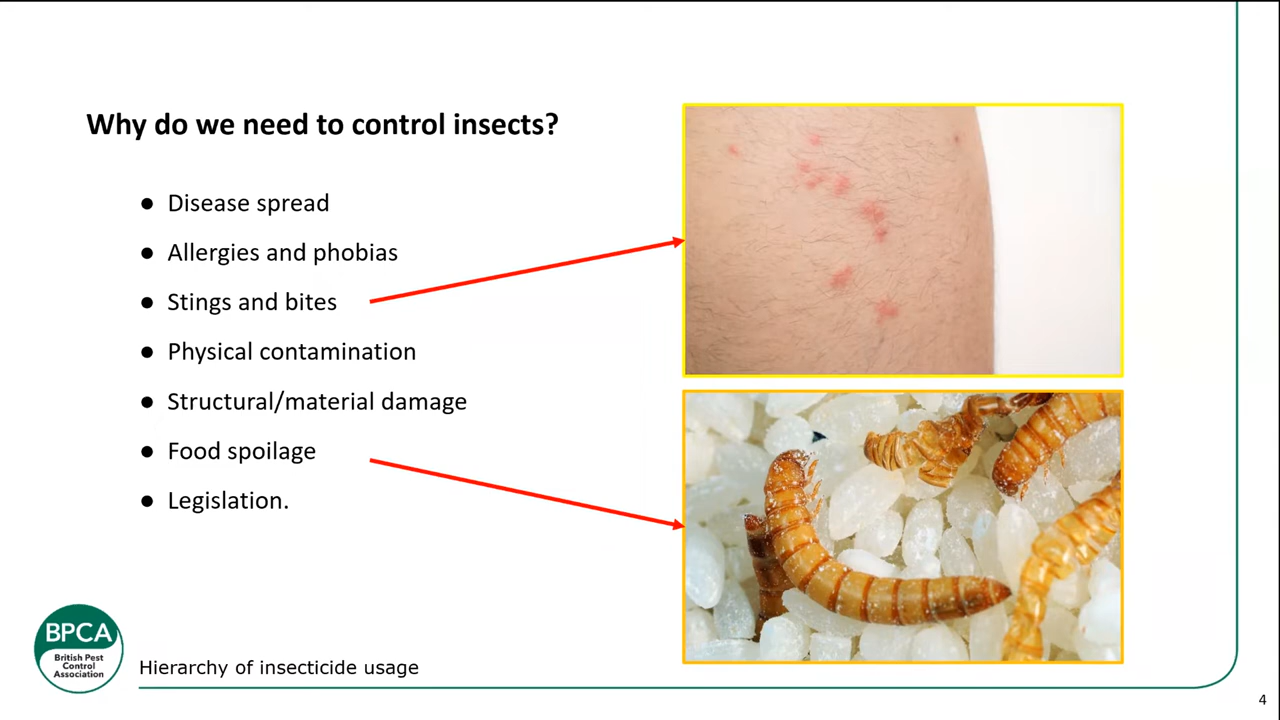 Why do we need to control insects?
● Disease spread
● Allergies and phobias
● Stings and bites
● Physical contamination
● Structural/material damage
● Food spoilage
● Legislation.
BPCA
British Pest
Control
Association
Hierarchy of insecticide usage
4